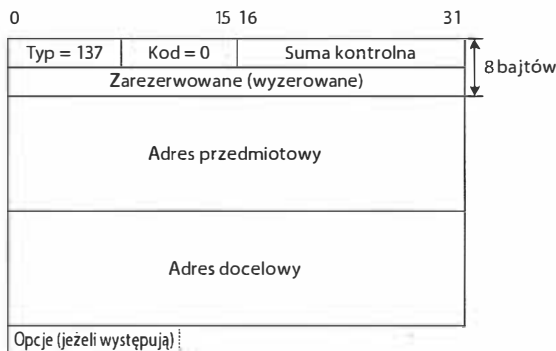 0 15 16 31
Typ = 137 Kod = 0 Suma kontrolna
8 bajtów
Zarezerwowane (wyzerowane)
Adres przedmiotowy
Adres docelowy
Opcje (jeżeli występują)